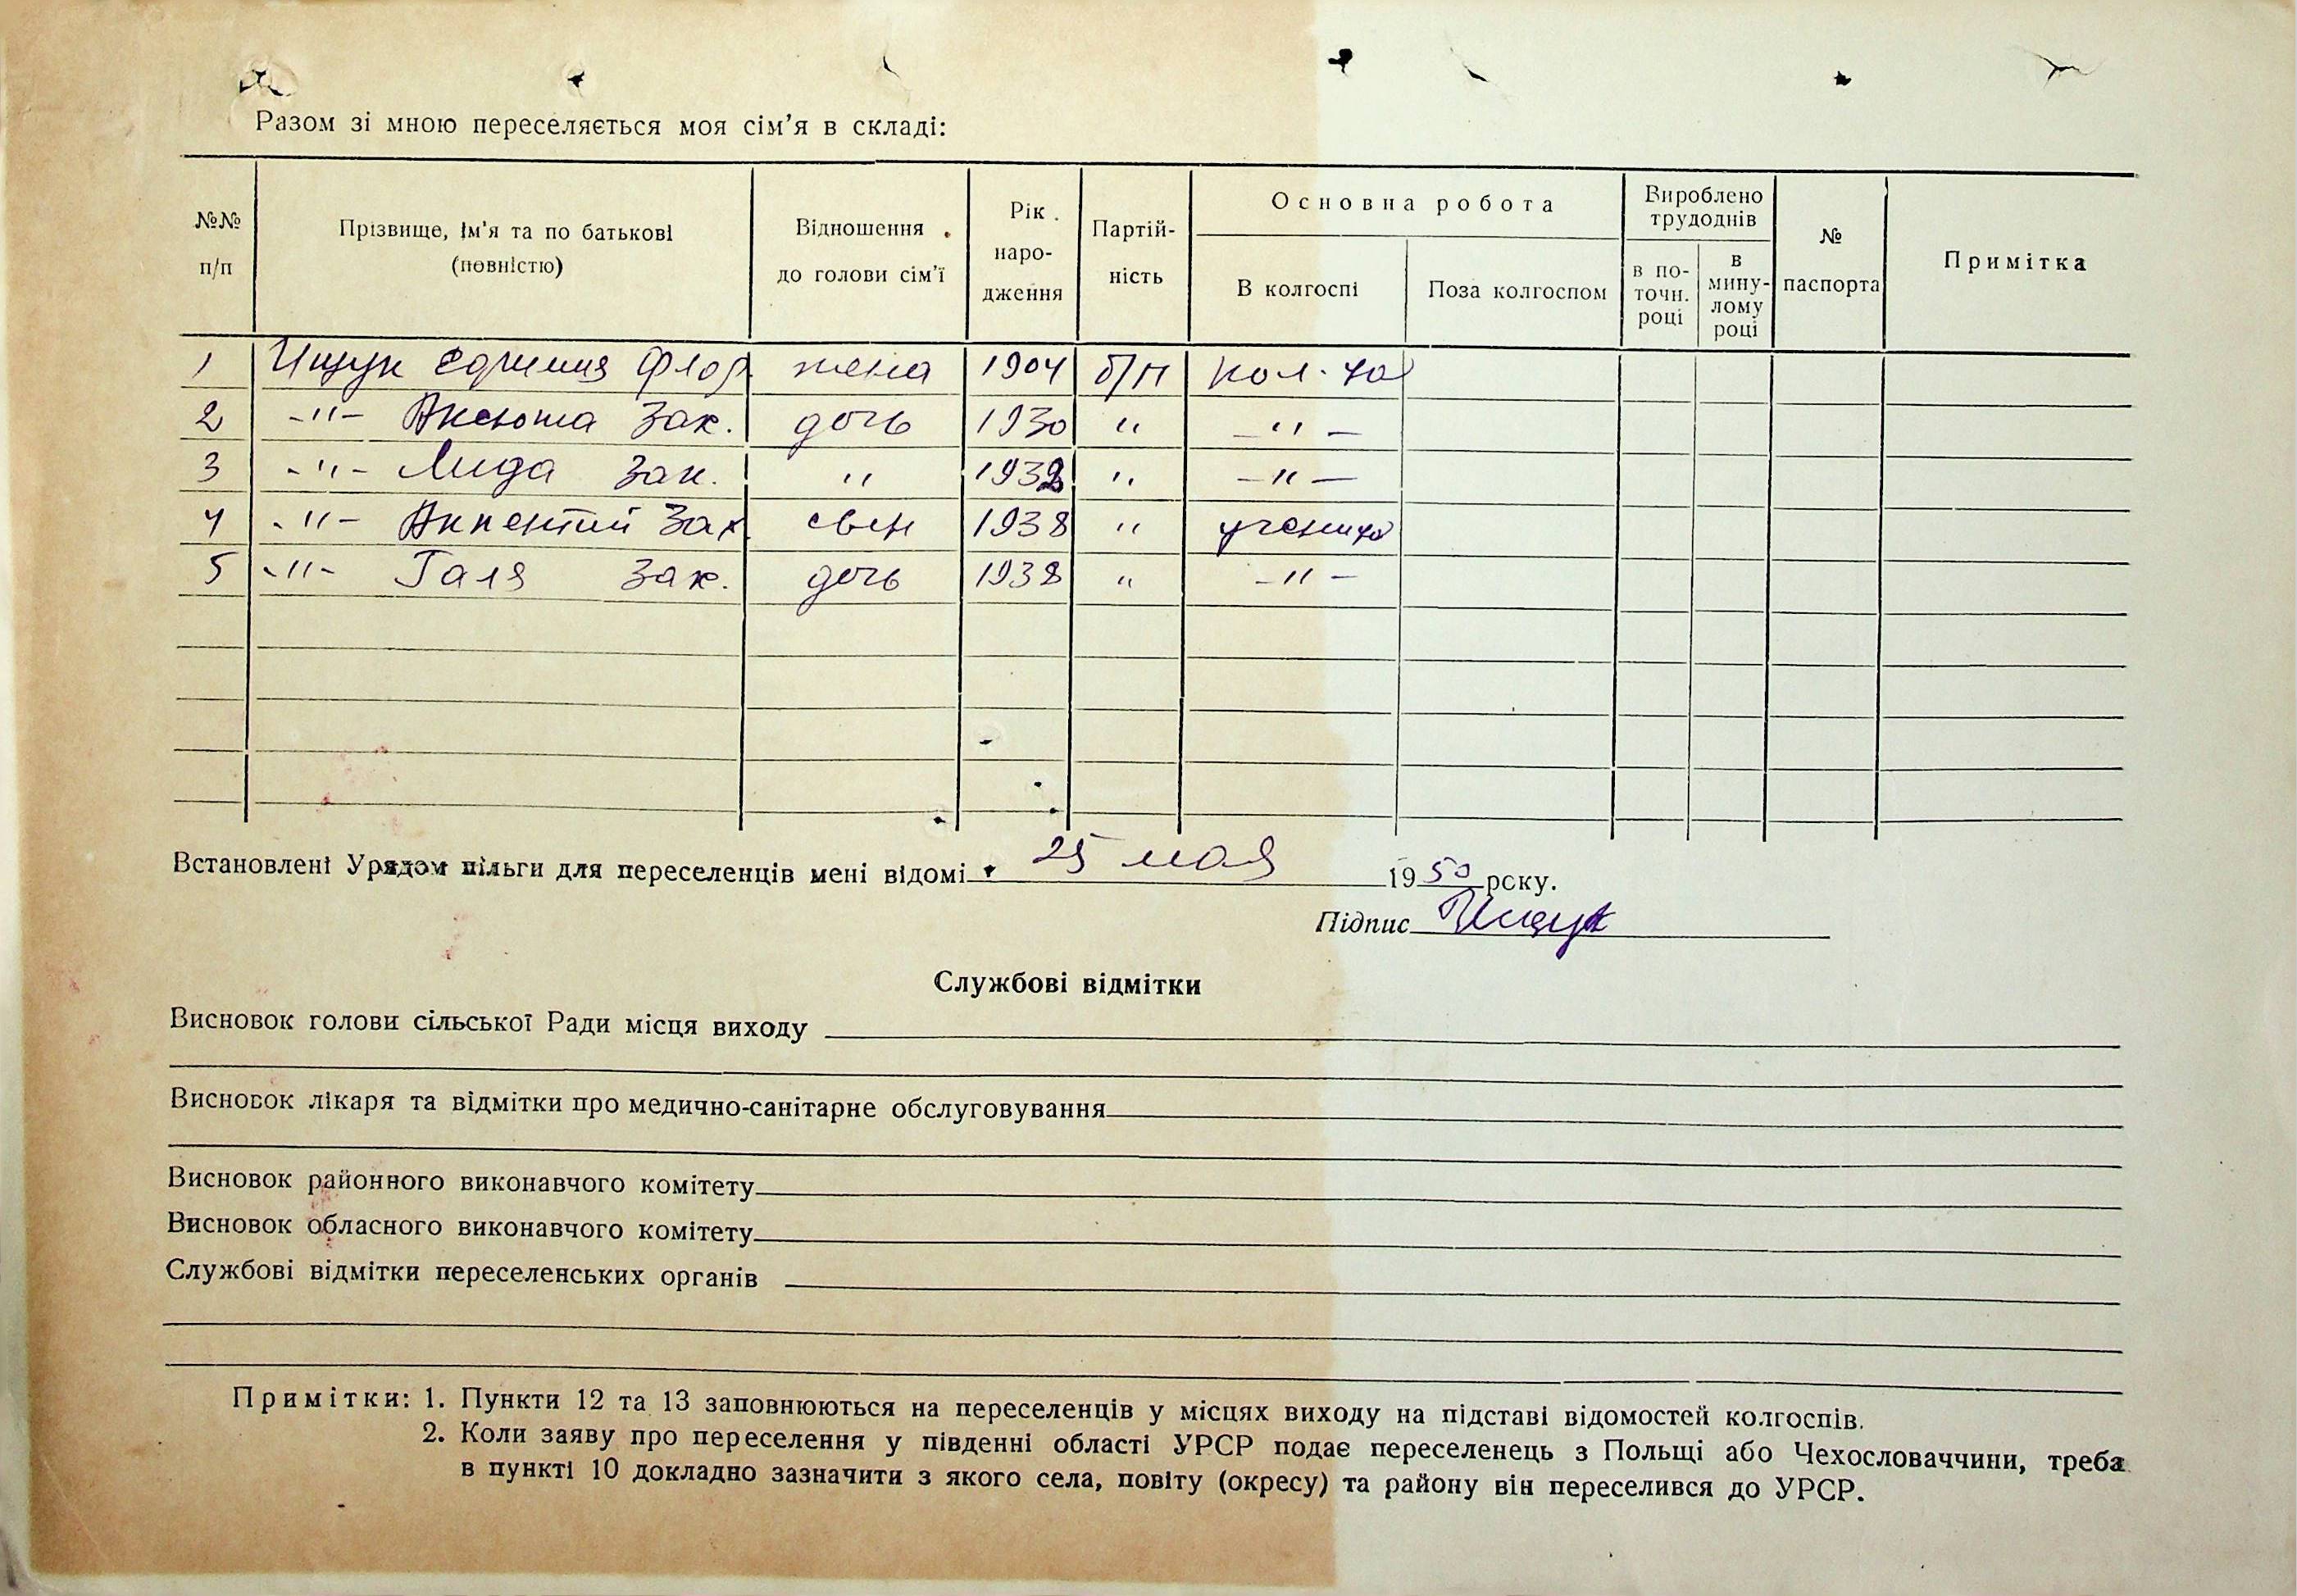 Разом зі мною переселяється моя сім'я в складі:
№№ п/п | Прізвище, ім'я та по батькові (повністю) | Відношення до голови сім'ї | Рік народження | Партійність | Основна робота | Вироблено трудоднів | № паспорта | Примітка
В колгоспі | Поза колгоспом | в поточн. році | в минулому році
1 Ищук Флор жена 1904 б/п кол-ца
2 -"- Аксюта Зак. дочь 1930 " -"-
3 -"- Лида Зак. " 1932 " -"-
4 -"- Зак сын 1938 " ученица
5 -"- Галя Зак. дочь 1938 " -"-
Встановлені Урядом пільги для переселенців мені відомі 25 мая 1950 року.
Підпис Ищук
Службові відмітки
Висновок голови сільської Ради місця виходу
Висновок лікаря та відмітки про медично-санітарне обслуговування
Висновок районного виконавчого комітету
Висновок обласного виконавчого комітету
Службові відмітки переселенських органів
Примітки: 1. Пункти 12 та 13 заповнюються на переселенців у місцях виходу на підставі відомостей колгоспів.
2. Коли заяву про переселення у південні області УРСР подає переселенець з Польщі або Чехословаччини, треба
в пункті 10 докладно зазначити з якого села, повіту (окресу) та району він переселився до УРСР.